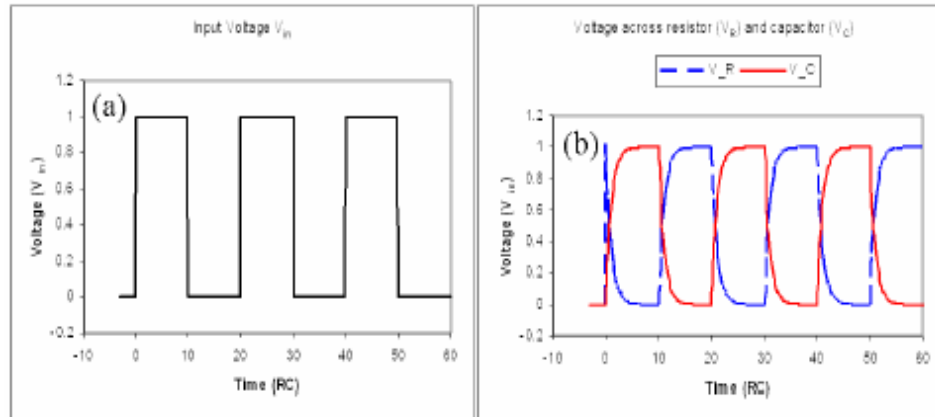 Input Voltage V_in
(a)
Voltage (V_in)
1.2
1
0.8
0.6
0.4
0.2
0
-0.2
-10 0 10 20 30 40 50 60
Time (RC)
Voltage across resistor (V_R) and capacitor (V_C)
V_R V_C
(b)
Voltage (V_in)
1.2
1
0.8
0.6
0.4
0.2
0
-0.2
-10 0 10 20 30 40 50 60
Time (RC)